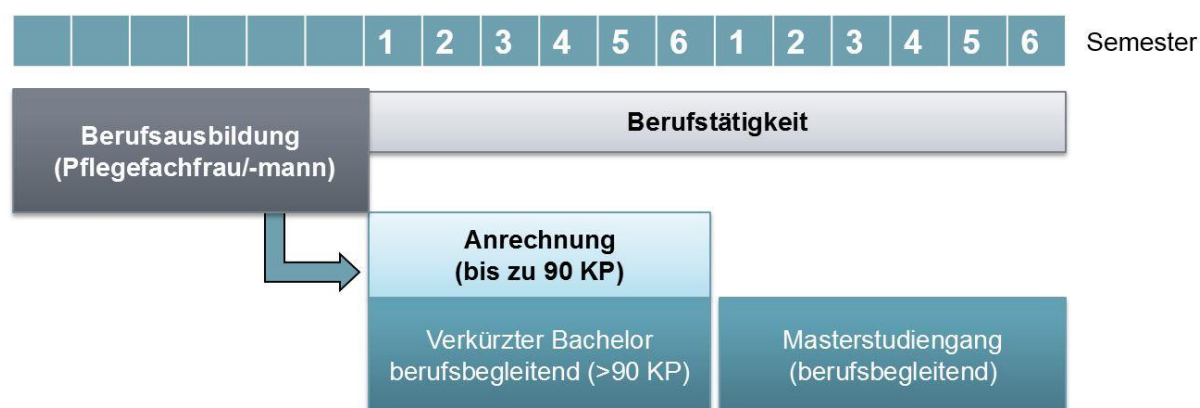 1 2 3 4 5 6 1 2 3 4 5 6 Semester
Berufsausbildung
(Pflegefachfrau/-mann)
Berufstätigkeit
Anrechnung
(bis zu 90 KP)
Verkürzter Bachelor
berufsbegleitend (>90 KP)
Masterstudiengang
(berufsbegleitend)